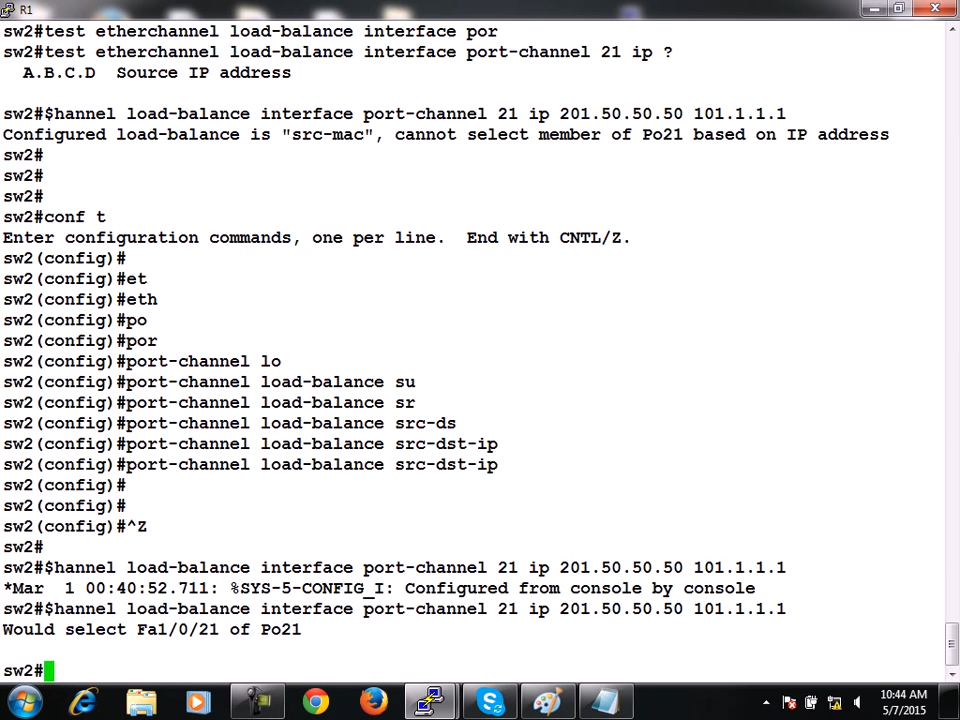 R1
sw2#test etherchannel load-balance interface por
sw2#test etherchannel load-balance interface port-channel 21 ip ?
  A.B.C.D  Source IP address
sw2#$hannel load-balance interface port-channel 21 ip 201.50.50.50 101.1.1.1
Configured load-balance is "src-mac", cannot select member of Po21 based on IP address
sw2#
sw2#
sw2#
sw2#conf t
Enter configuration commands, one per line.  End with CNTL/Z.
sw2(config)#
sw2(config)#et
sw2(config)#eth
sw2(config)#po
sw2(config)#por
sw2(config)#port-channel lo
sw2(config)#port-channel load-balance su
sw2(config)#port-channel load-balance sr
sw2(config)#port-channel load-balance src-ds
sw2(config)#port-channel load-balance src-dst-ip
sw2(config)#port-channel load-balance src-dst-ip
sw2(config)#
sw2(config)#
sw2(config)#^Z
sw2#
sw2#$hannel load-balance interface port-channel 21 ip 201.50.50.50 101.1.1.1
*Mar  1 00:40:52.711: %SYS-5-CONFIG_I: Configured from console by console
sw2#$hannel load-balance interface port-channel 21 ip 201.50.50.50 101.1.1.1
Would select Fa1/0/21 of Po21
sw2#
10:44 AM
5/7/2015